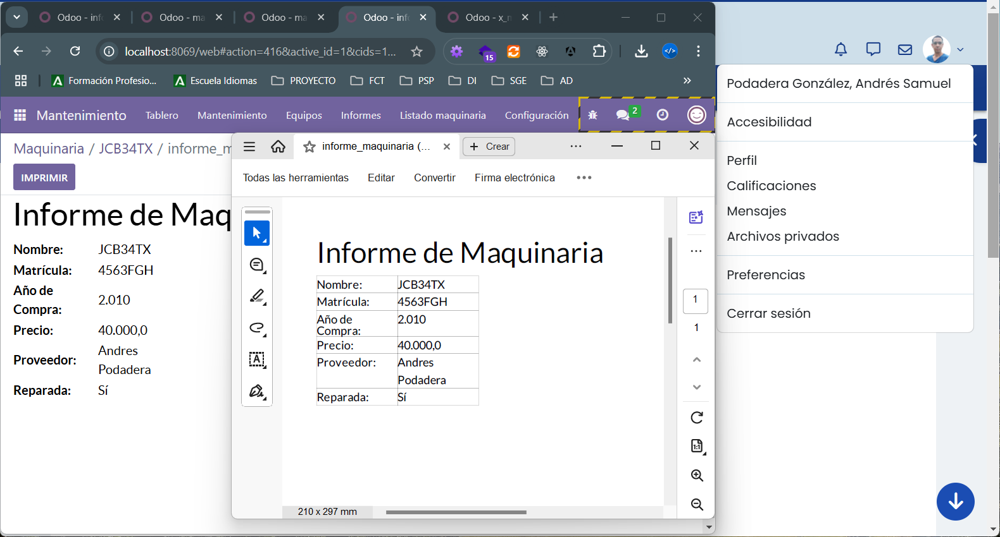 Odoo - info
Odoo - ma
Odoo - ma
Odoo - info
Odoo - x_m
localhost:8069/web#action=416&active_id=1&cids=1...
15
Formación Profesio...
Escuela Idiomas
PROYECTO
FCT
PSP
DI
SGE
AD
»
Mantenimiento
Tablero
Mantenimiento
Equipos
Informes
Listado maquinaria
Configuración
2
Maquinaria / JCB34TX / informe_m
IMPRIMIR
Informe de Maq
Nombre: JCB34TX
Matrícula: 4563FGH
Año de
Compra: 2.010
Precio: 40.000,0
Proveedor: Andres
Podadera
Reparada: Sí
informe_maquinaria (...
+ Crear
Todas las herramientas
Editar
Convertir
Firma electrónica
Informe de Maquinaria
Nombre: JCB34TX
Matrícula: 4563FGH
Año de
Compra: 2.010
Precio: 40.000,0
Proveedor: Andres
Podadera
Reparada: Sí
1
1
1:1
210 x 297 mm
Podadera González, Andrés Samuel
Accesibilidad
Perfil
Calificaciones
Mensajes
Archivos privados
Preferencias
Cerrar sesión